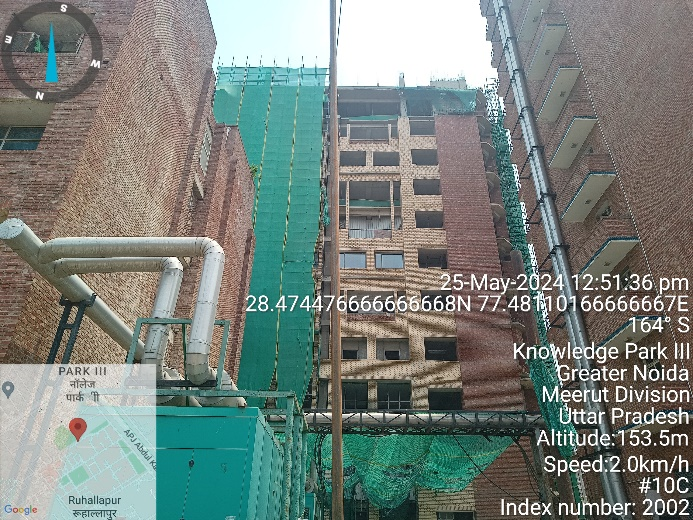 S
E
W
N
25-May-2024 12:51:36 pm
28.474476666666668N 77.48110166666667E
164° S
Knowledge Park III
Greater Noida
Meerut Division
Uttar Pradesh
Altitude:153.5m
Speed:2.0km/h
#10C
Index number: 2002
PARK III
नॉलेज
पार्क
APJ Abdul
Ruhallapur
रूहाल्लापुर
Google